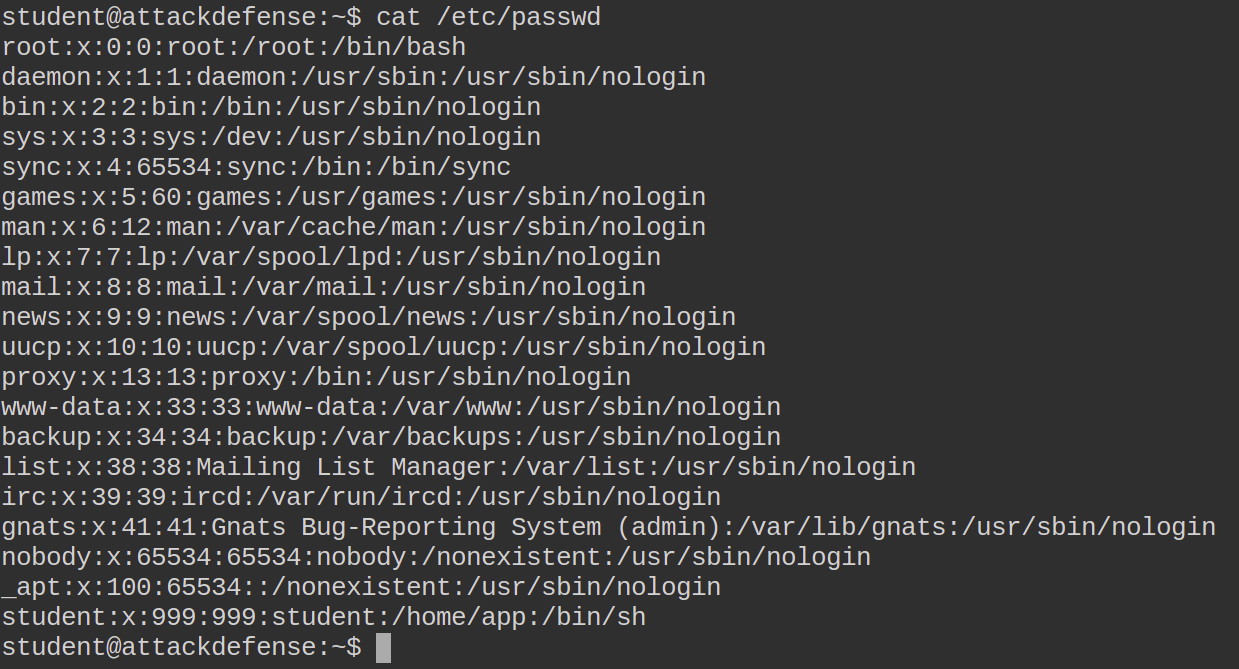 student@attackdefense:~$ cat /etc/passwd
root:x:0:0:root:/root:/bin/bash
daemon:x:1:1:daemon:/usr/sbin:/usr/sbin/nologin
bin:x:2:2:bin:/bin:/usr/sbin/nologin
sys:x:3:3:sys:/dev:/usr/sbin/nologin
sync:x:4:65534:sync:/bin:/bin/sync
games:x:5:60:games:/usr/games:/usr/sbin/nologin
man:x:6:12:man:/var/cache/man:/usr/sbin/nologin
lp:x:7:7:lp:/var/spool/lpd:/usr/sbin/nologin
mail:x:8:8:mail:/var/mail:/usr/sbin/nologin
news:x:9:9:news:/var/spool/news:/usr/sbin/nologin
uucp:x:10:10:uucp:/var/spool/uucp:/usr/sbin/nologin
proxy:x:13:13:proxy:/bin:/usr/sbin/nologin
www-data:x:33:33:www-data:/var/www:/usr/sbin/nologin
backup:x:34:34:backup:/var/backups:/usr/sbin/nologin
list:x:38:38:Mailing List Manager:/var/list:/usr/sbin/nologin
irc:x:39:39:ircd:/var/run/ircd:/usr/sbin/nologin
gnats:x:41:41:Gnats Bug-Reporting System (admin):/var/lib/gnats:/usr/sbin/nologin
nobody:x:65534:65534:nobody:/nonexistent:/usr/sbin/nologin
_apt:x:100:65534::/nonexistent:/usr/sbin/nologin
student:x:999:999:student:/home/app:/bin/sh
student@attackdefense:~$